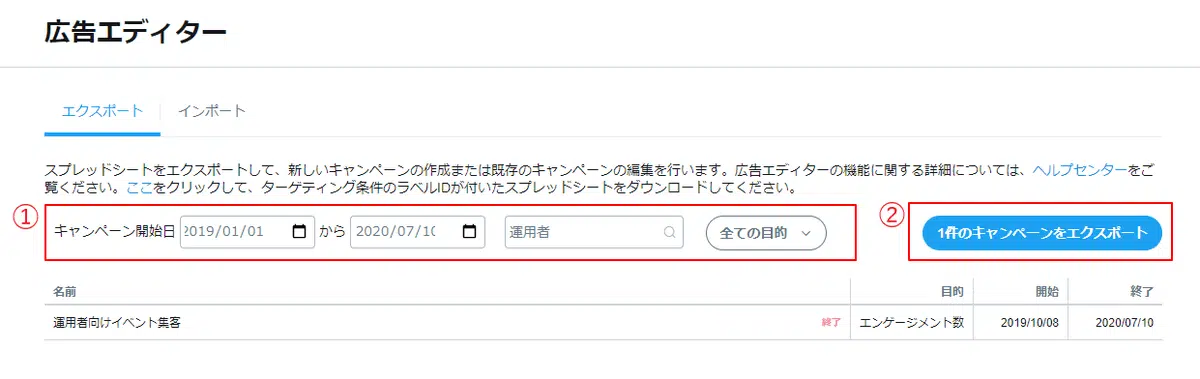 広告エディター
エクスポート インポート
スプレッドシートをエクスポートして、新しいキャンペーンの作成または既存のキャンペーンの編集を行います。広告エディターの機能に関する詳細については、ヘルプセンターをご
覧ください。ここをクリックして、ターゲティング条件のラベルIDが付いたスプレッドシートをダウンロードしてください。
① キャンペーン開始日 2019/01/01 から 2020/07/10 運用者 全ての目的 ② 1件のキャンペーンをエクスポート
名前 目的 開始 終了
運用者向けイベント集客 終了 エンゲージメント数 2019/10/08 2020/07/10